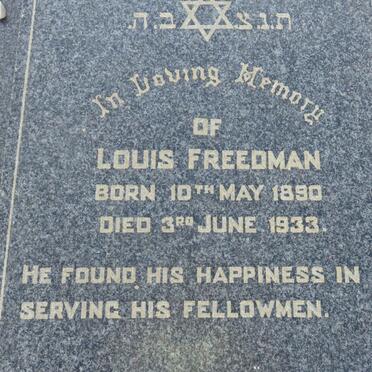 ת.נ.צ.ב.ה.
In Loving Memory
OF
LOUIS FREEDMAN
BORN 10TH MAY 1890
DIED 3RD JUNE 1933.
HE FOUND HIS HAPPINESS IN
SERVING HIS FELLOWMEN.